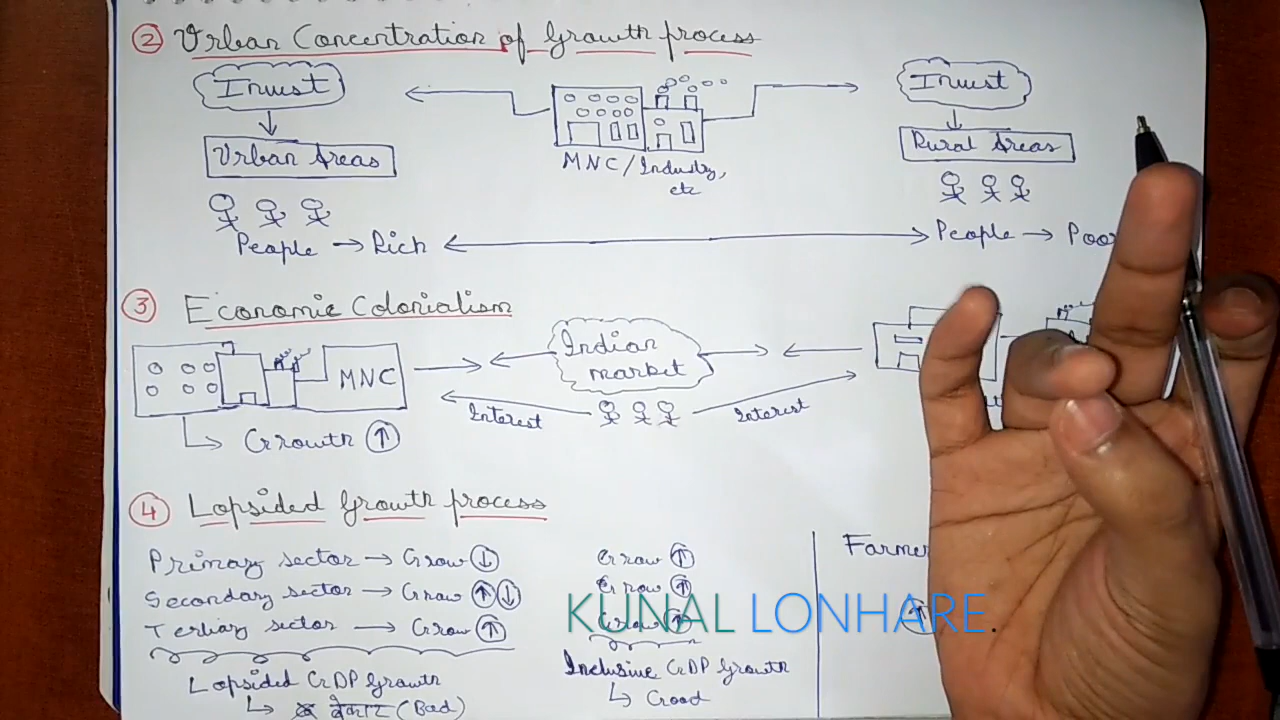 ② Urban Concentration of Growth process
Invest
Invest
Urban Areas
MNC/Industry,
etc
Rural Areas
People → Rich
People → Poor
③ Economic Colonialism
MNC
Indian
market
Interest
Interest
Growth ↑
④ Lopsided Growth process
Primary sector → Grow ↓
Secondary sector → Grow ↑ ↓
Tertiary sector → Grow ↑
Grow ↑
Grow ↑
Grow ↑
Lopsided GDP Growth
↳ बेकार (Bad)
Inclusive GDP Growth
↳ Good
Farmer
↑
KUNAL LONHARE.